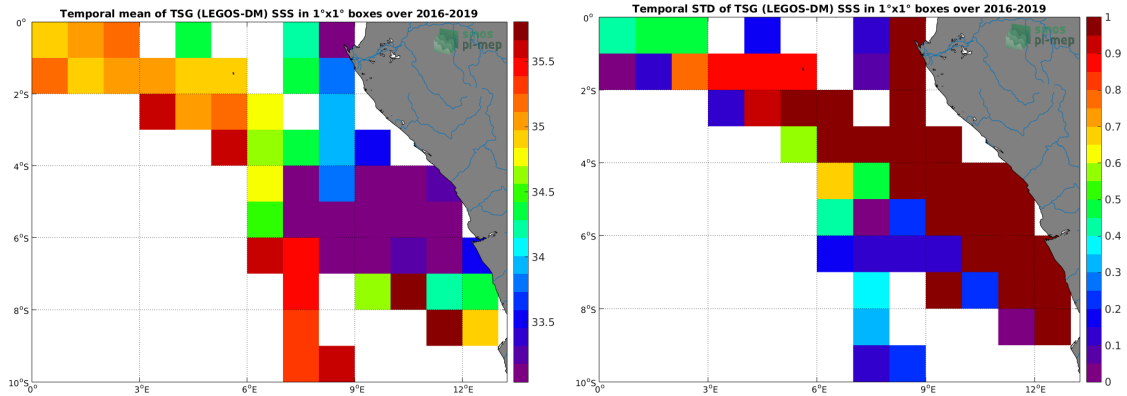 Temporal mean of TSG (LEGOS-DM) SSS in 1°x1° boxes over 2016-2019
0°
2°S
4°S
6°S
8°S
10°S
0°
3°E
6°E
9°E
12°E
35.5
35
34.5
34
33.5
smos
pi-mep
Temporal STD of TSG (LEGOS-DM) SSS in 1°x1° boxes over 2016-2019
0°
2°S
4°S
6°S
8°S
10°S
0°
3°E
6°E
9°E
12°E
1
0.9
0.8
0.7
0.6
0.5
0.4
0.3
0.2
0.1
0
smos
pi-mep